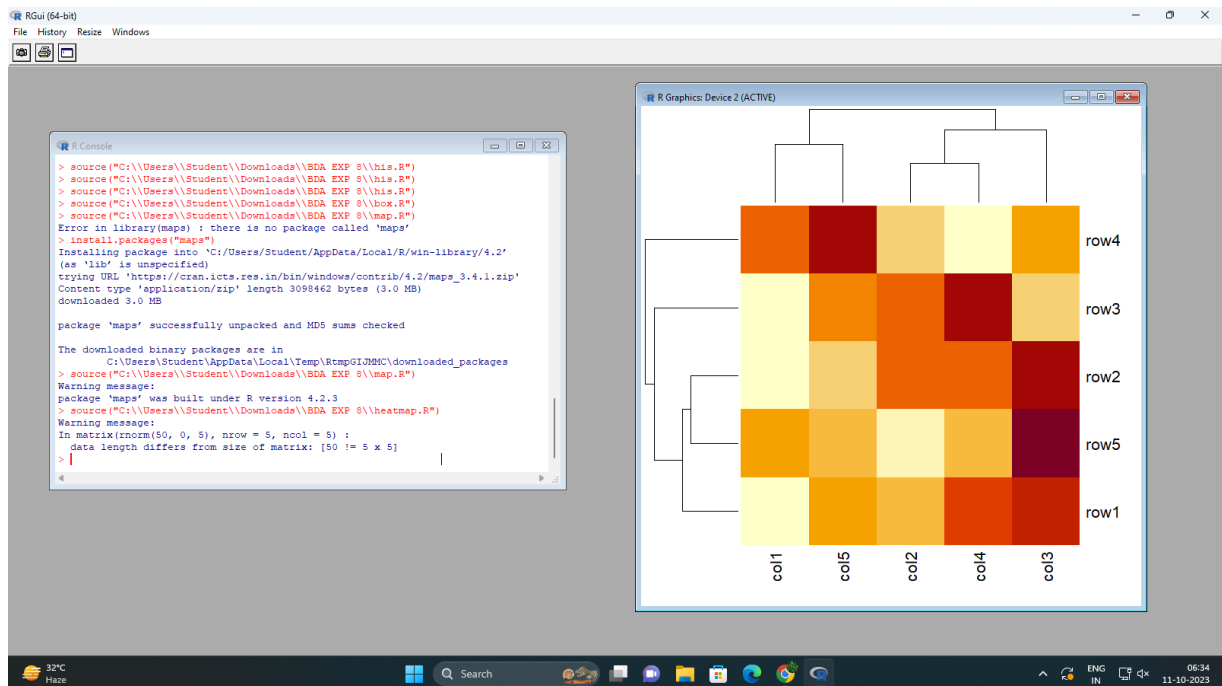 RGui (64-bit)
File History Resize Windows
R Console
> source("C:\\Users\\Student\\Downloads\\BDA EXP 8\\his.R")
> source("C:\\Users\\Student\\Downloads\\BDA EXP 8\\his.R")
> source("C:\\Users\\Student\\Downloads\\BDA EXP 8\\his.R")
> source("C:\\Users\\Student\\Downloads\\BDA EXP 8\\box.R")
> source("C:\\Users\\Student\\Downloads\\BDA EXP 8\\map.R")
Error in library(maps) : there is no package called ‘maps’
> install.packages("maps")
Installing package into ‘C:/Users/Student/AppData/Local/R/win-library/4.2’
(as ‘lib’ is unspecified)
trying URL 'https://cran.icts.res.in/bin/windows/contrib/4.2/maps_3.4.1.zip'
Content type 'application/zip' length 3098462 bytes (3.0 MB)
downloaded 3.0 MB
package ‘maps’ successfully unpacked and MD5 sums checked
The downloaded binary packages are in
C:\Users\Student\AppData\Local\Temp\RtmpGIJMMC\downloaded_packages
> source("C:\\Users\\Student\\Downloads\\BDA EXP 8\\map.R")
Warning message:
package ‘maps’ was built under R version 4.2.3
> source("C:\\Users\\Student\\Downloads\\BDA EXP 8\\heatmap.R")
Warning message:
In matrix(rnorm(50, 0, 5), nrow = 5, ncol = 5) :
data length differs from size of matrix: [50 != 5 x 5]
>
R Graphics: Device 2 (ACTIVE)
row4
row3
row2
row5
row1
col1
col5
col2
col4
col3
32°C
Haze
Search
ENG
IN
06:34
11-10-2023